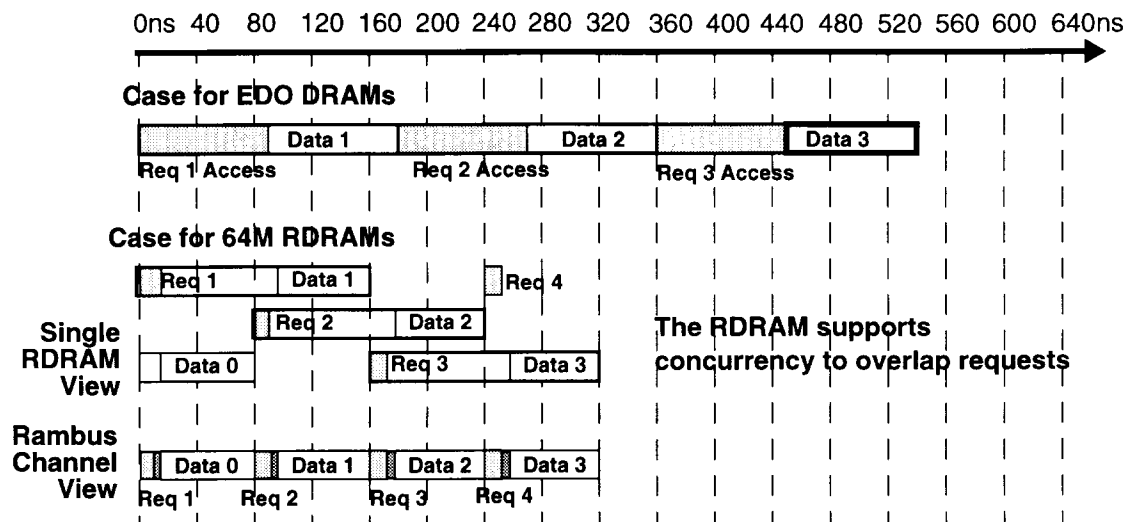 0ns 40 80 120 160 200 240 280 320 360 400 440 480 520 560 600 640ns
Case for EDO DRAMs
Data 1 Data 2 Data 3
Req 1 Access Req 2 Access Req 3 Access
Case for 64M RDRAMs
Req 1 Data 1 Req 4
Req 2 Data 2
Single
RDRAM
View
Data 0 Req 3 Data 3
The RDRAM supports
concurrency to overlap requests
Rambus
Channel
View
Data 0 Data 1 Data 2 Data 3
Req 1 Req 2 Req 3 Req 4